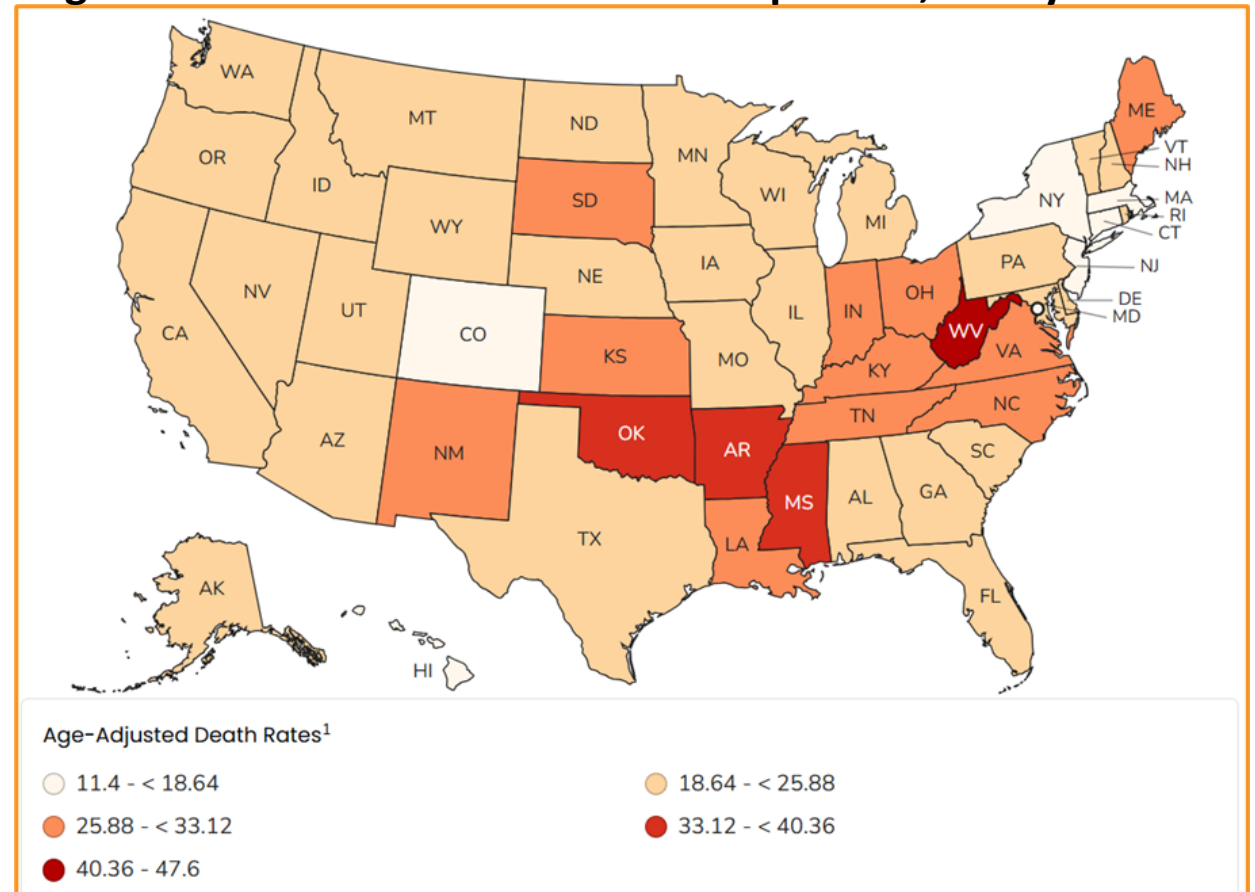 WA
MT
ND
MN
ME
VT
NH
OR
ID
SD
WI
MI
NY
MA
RI
CT
WY
IA
PA
NJ
NE
NV
UT
IL
IN
OH
DE
MD
CA
CO
WV
KS
MO
KY
VA
NC
TN
AZ
NM
OK
AR
SC
MS
AL
GA
TX
LA
AK
FL
HI
Age-Adjusted Death Rates¹
11.4 - < 18.64
18.64 - < 25.88
25.88 - < 33.12
33.12 - < 40.36
40.36 - 47.6